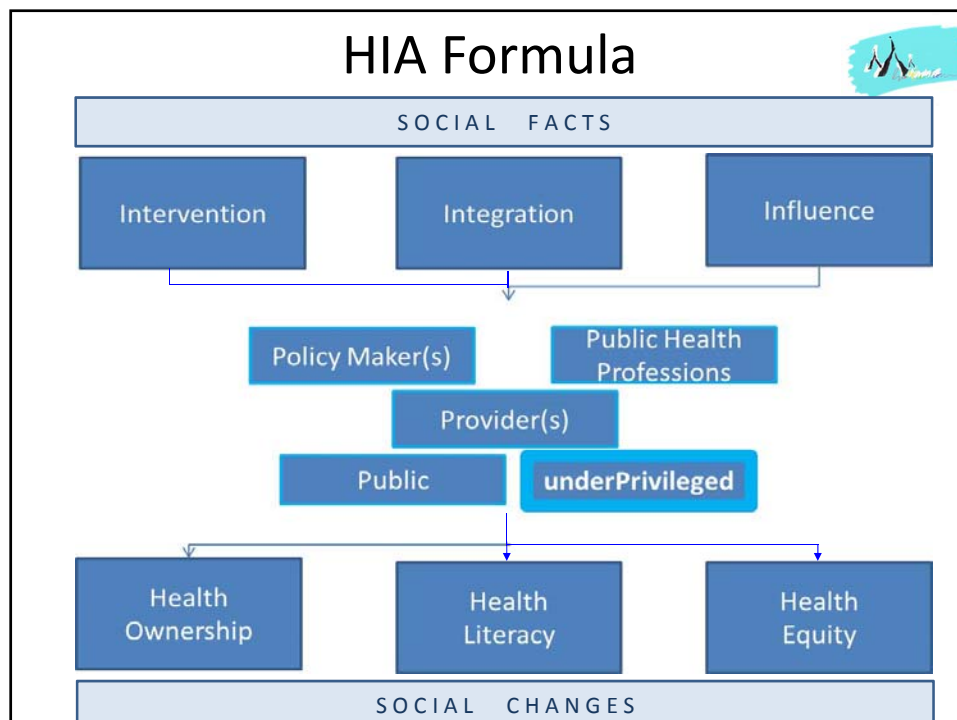 HIA Formula
SOCIAL FACTS
Intervention
Integration
Influence
Policy Maker(s)
Public Health
Professions
Provider(s)
Public
underPrivileged
Health
Ownership
Health
Literacy
Health
Equity
SOCIAL CHANGES